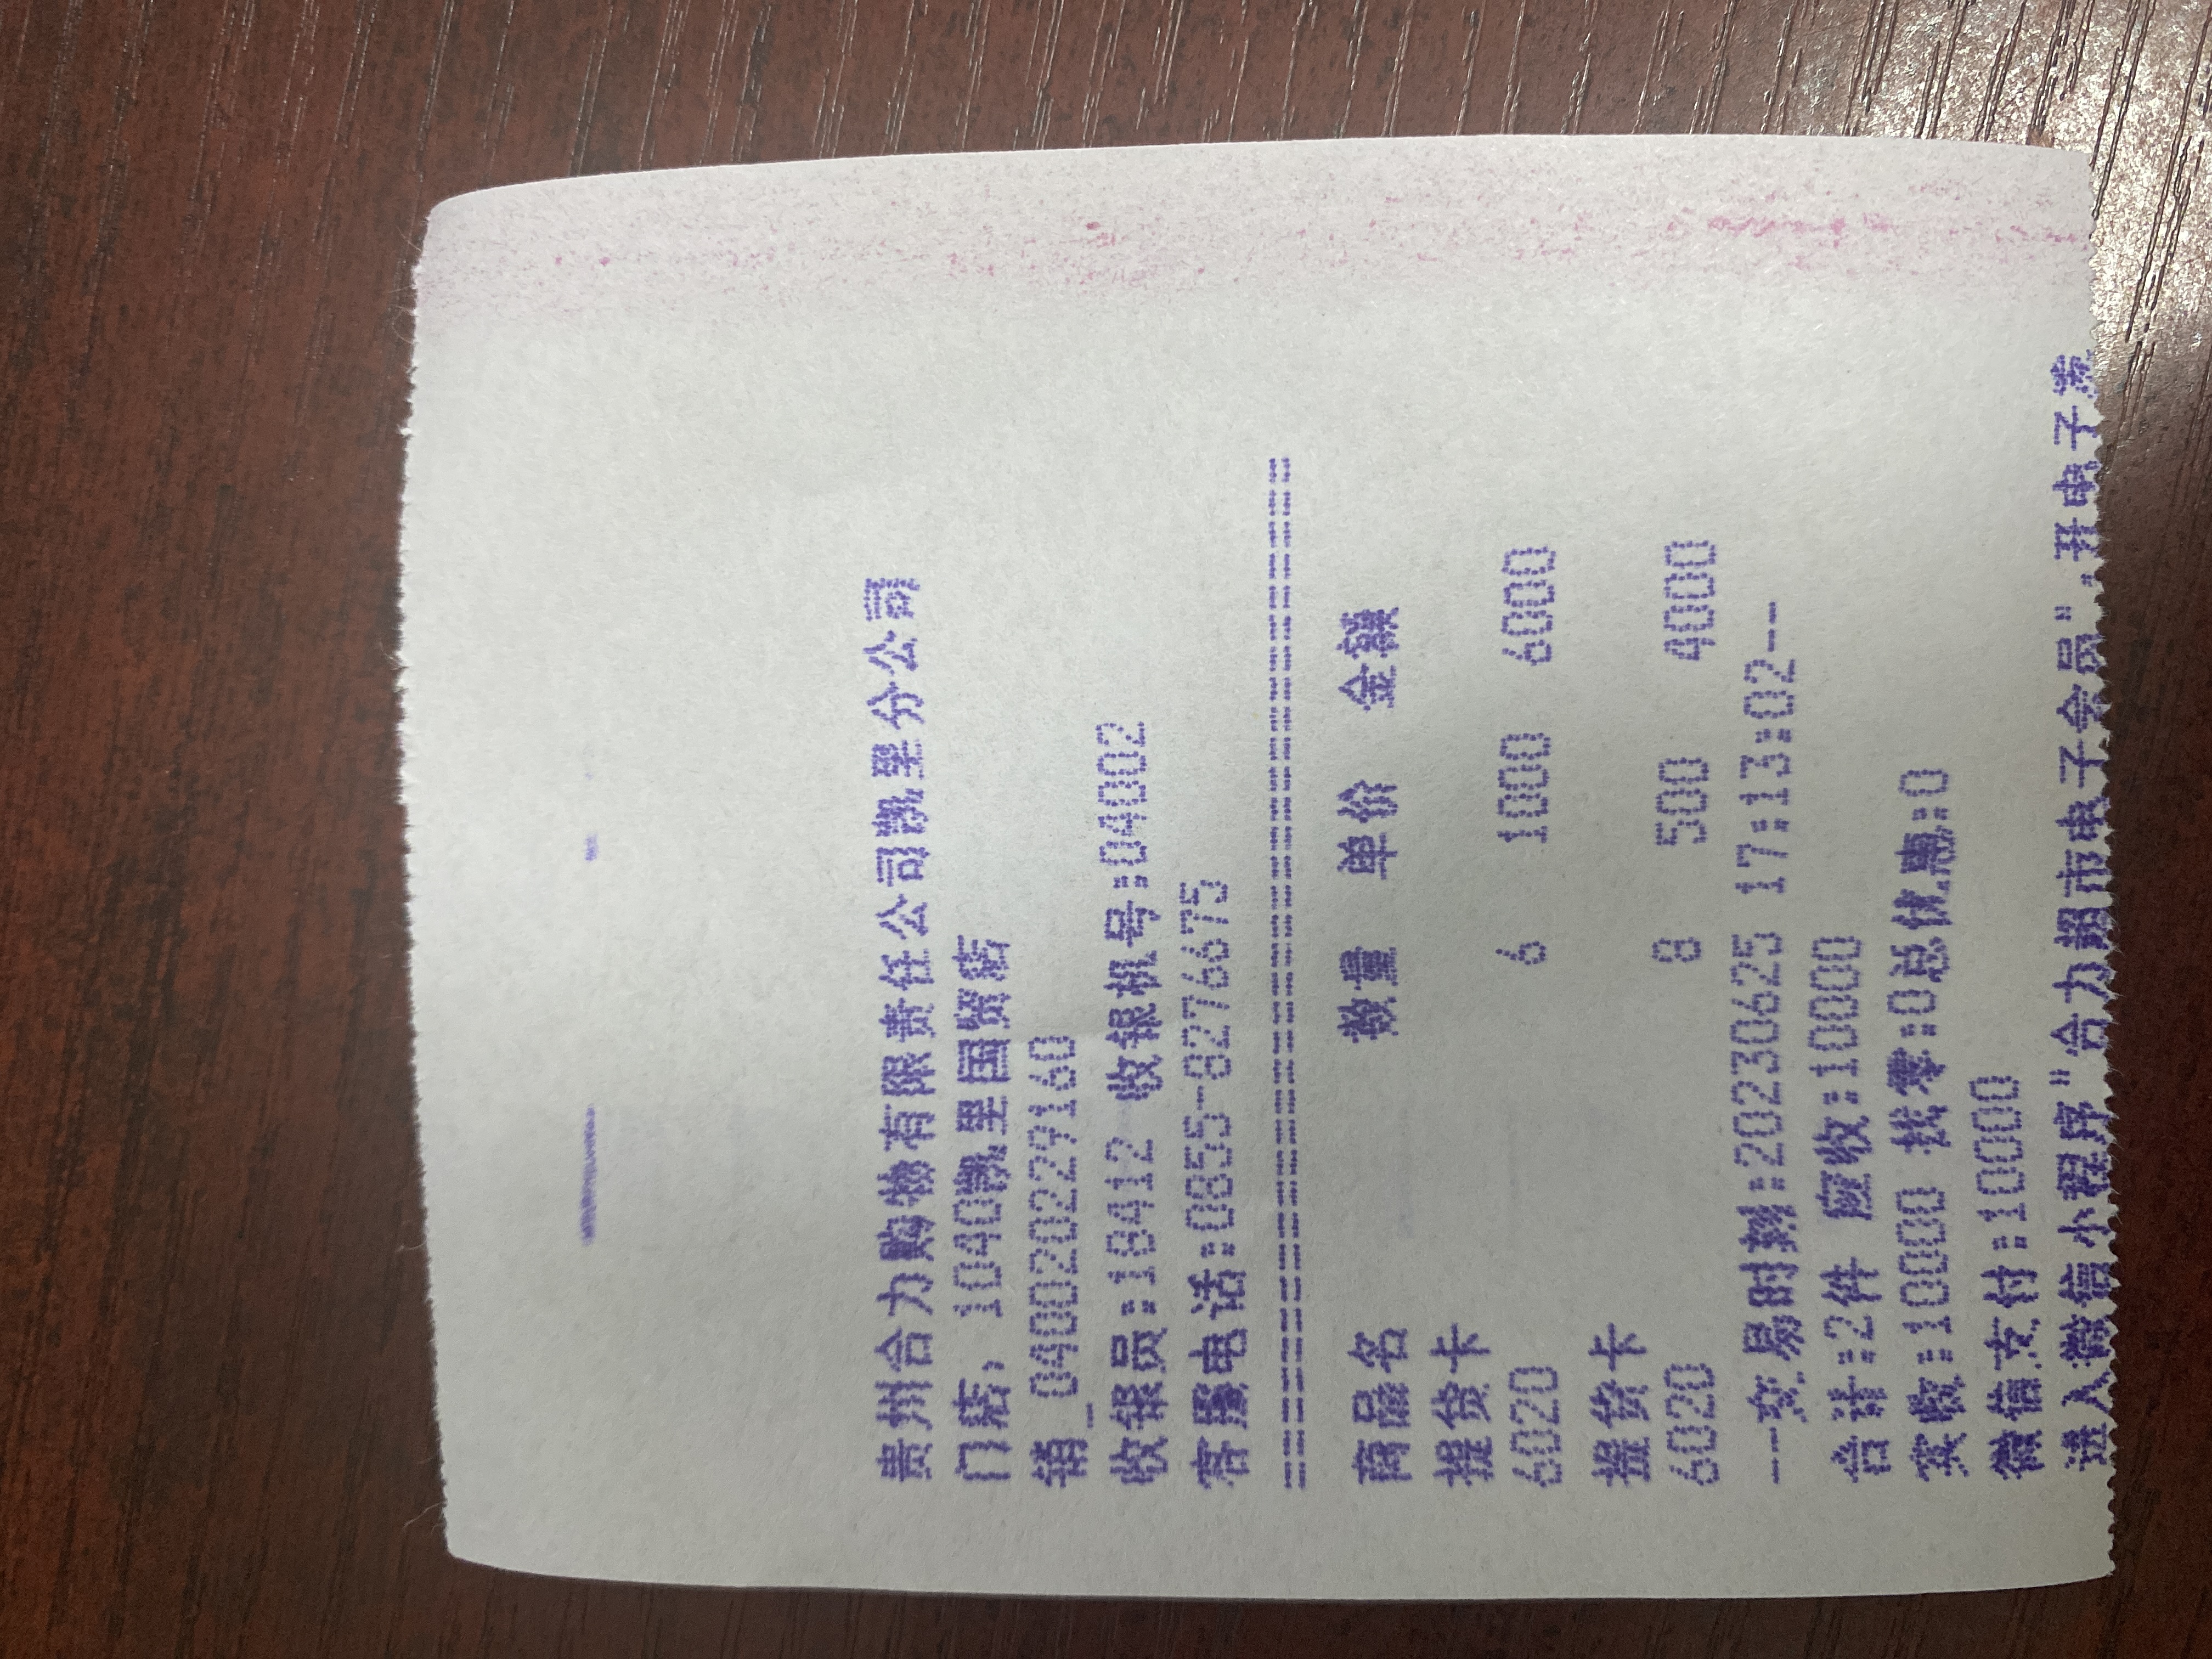 贵州合力购物有限责任公司凯里分公司
门店, 1040凯里国贸店
销_0400202229160
收银员:18412 收银机号:04002
客服电话:0855-8276675
========================================
商品名 数量 单价 金额
提货卡
6020 6 1000 6000
提货卡
6020 8 500 4000
--交易时刻:20230625 17:13:02--
合计:2件 应收:10000
实收:10000 找零:0总优惠:0
微信支付:10000
进入微信小程序"合力超市电子会员",开电子票